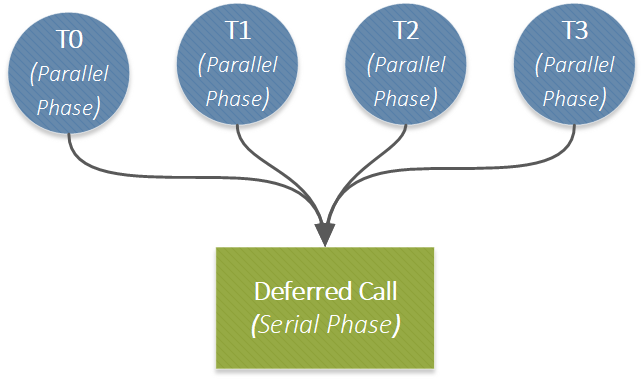 T0
(Parallel
Phase)
T1
(Parallel
Phase)
T2
(Parallel
Phase)
T3
(Parallel
Phase)
Deferred Call
(Serial Phase)